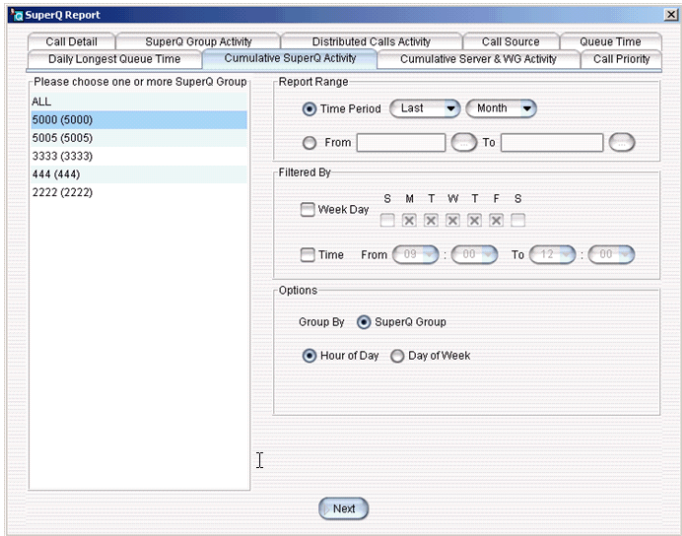 SuperQ Report
Call Detail SuperQ Group Activity Distributed Calls Activity Call Source Queue Time
Daily Longest Queue Time Cumulative SuperQ Activity Cumulative Server & WG Activity Call Priority
Please choose one or more SuperQ Group
ALL
5000 (5000)
5005 (5005)
3333 (3333)
444 (444)
2222 (2222)
Report Range
Time Period Last Month
From To
Filtered By
S M T W T F S
Week Day
Time From 09 : 00 To 12 : 00
Options
Group By SuperQ Group
Hour of Day Day of Week
Next